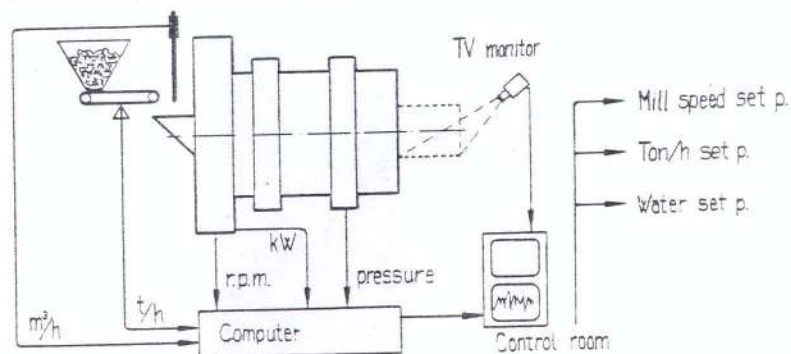 TV monitor
Mill speed set p.
Ton/h set p.
Water set p.
kW
r.p.m.
pressure
m³/h
t/h
Computer
Control room